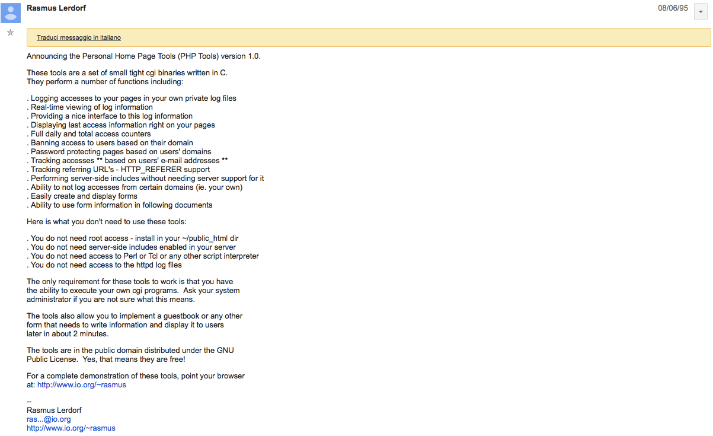 Rasmus Lerdorf
08/06/95
Traduci messaggio in italiano
Announcing the Personal Home Page Tools (PHP Tools) version 1.0.
These tools are a set of small tight cgi binaries written in C.
They perform a number of functions including:
. Logging accesses to your pages in your own private log files
. Real-time viewing of log information
. Providing a nice interface to this log information
. Displaying last access information right on your pages
. Full daily and total access counters
. Banning access to users based on their domain
. Password protecting pages based on users' domains
. Tracking accesses ** based on users' e-mail addresses **
. Tracking referring URL's - HTTP_REFERER support
. Performing server-side includes without needing server support for it
. Ability to not log accesses from certain domains (ie. your own)
. Easily create and display forms
. Ability to use form information in following documents
Here is what you don't need to use these tools:
. You do not need root access - install in your ~/public_html dir
. You do not need server-side includes enabled in your server
. You do not need access to Perl or Tcl or any other script interpreter
. You do not need access to the httpd log files
The only requirement for these tools to work is that you have
the ability to execute your own cgi programs.  Ask your system
administrator if you are not sure what this means.
The tools also allow you to implement a guestbook or any other
form that needs to write information and display it to users
later in about 2 minutes.
The tools are in the public domain distributed under the GNU
Public License.  Yes, that means they are free!
For a complete demonstration of these tools, point your browser
at: http://www.io.org/~rasmus
--
Rasmus Lerdorf
ras...@io.org
http://www.io.org/~rasmus